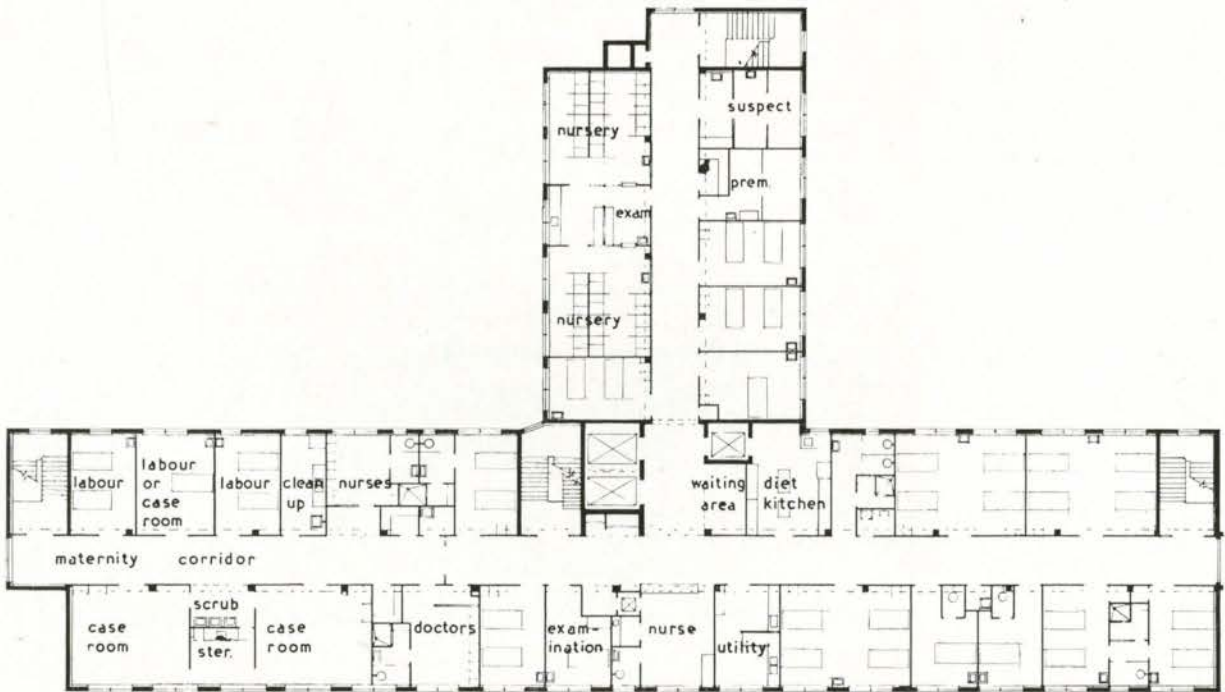 suspect
nursery
prem.
exam
nursery
labour
labour
or
case
room
labour
clean
up
nurses
waiting
area
diet
kitchen
maternity corridor
case
room
scrub
ster.
case
room
doctors
exam-
ination
nurse
utility